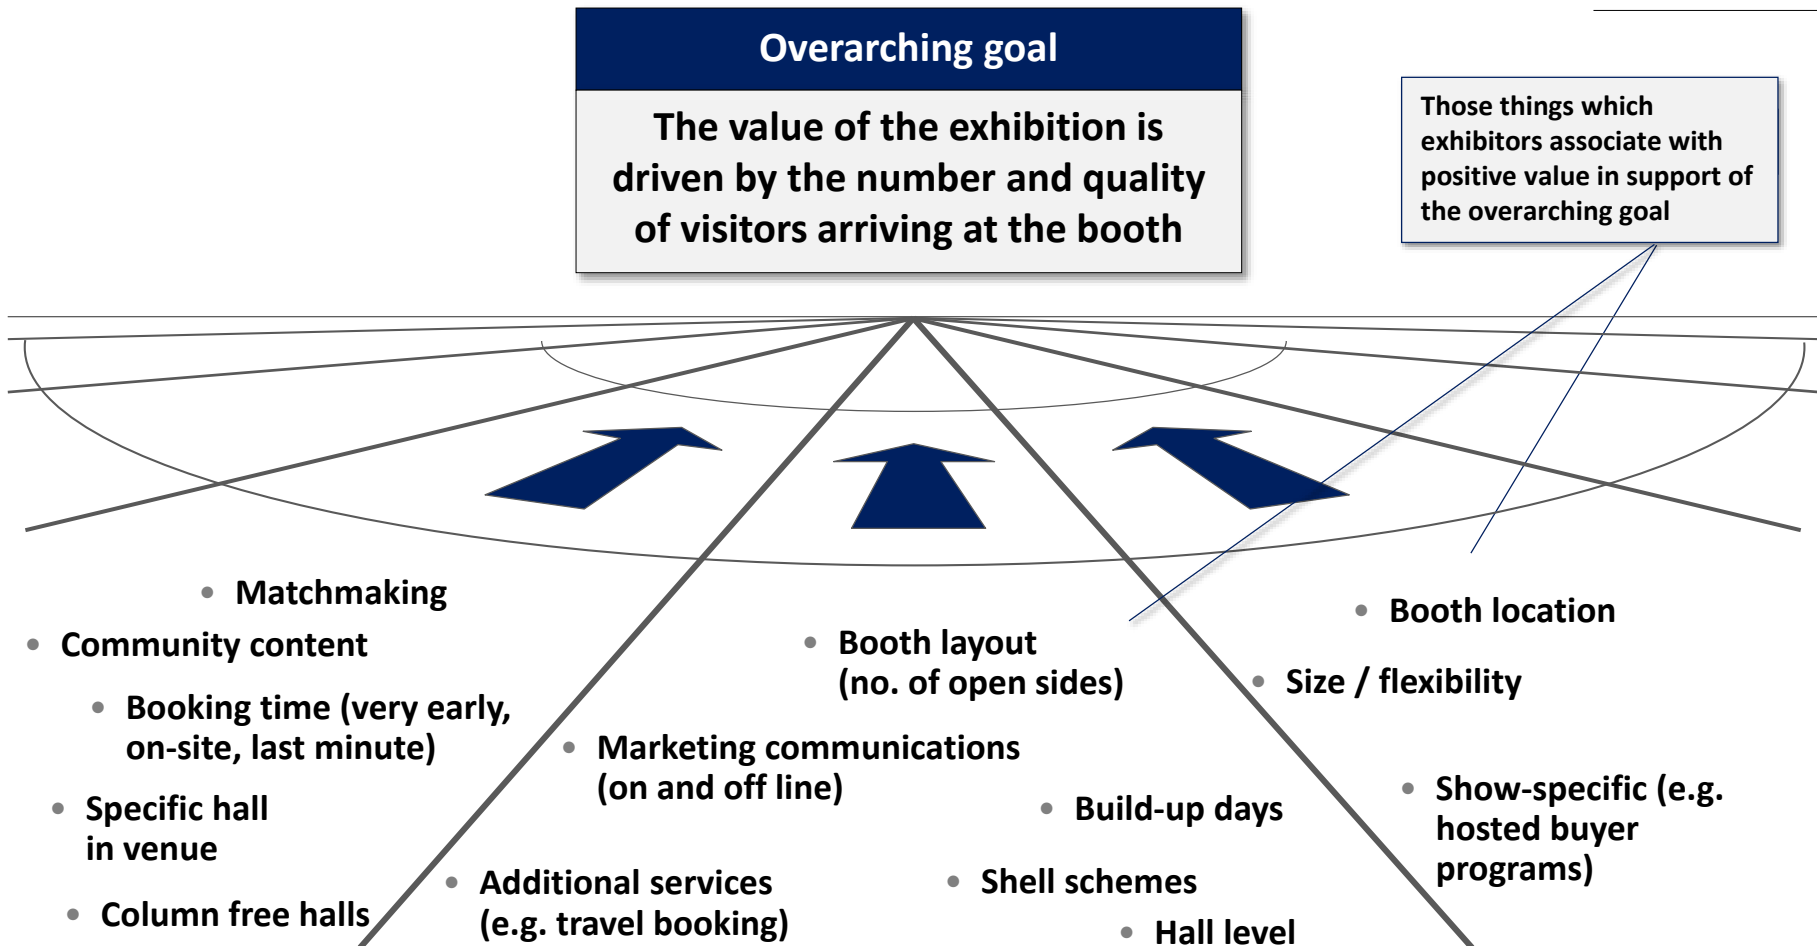 Overarching goal
The value of the exhibition is
driven by the number and quality
of visitors arriving at the booth
Those things which
exhibitors associate with
positive value in support of
the overarching goal
• Matchmaking
• Community content
• Booking time (very early,
on-site, last minute)
• Specific hall
in venue
• Column free halls
• Booth layout
(no. of open sides)
• Marketing communications
(on and off line)
• Additional services
(e.g. travel booking)
• Build-up days
• Shell schemes
• Hall level
• Booth location
• Size / flexibility
• Show-specific (e.g.
hosted buyer
programs)